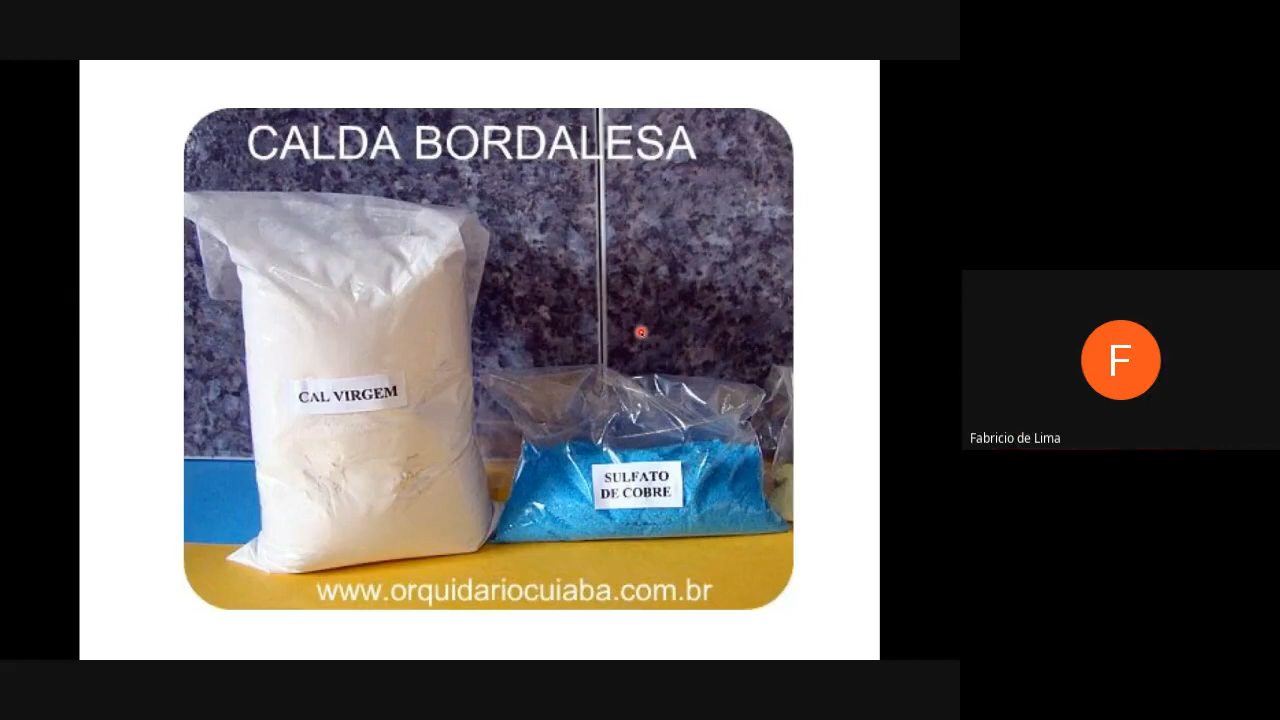 CALDA BORDALESA
CAL VIRGEM
SULFATO
DE COBRE
www.orquidariocuiaba.com.br
F
Fabricio de Lima